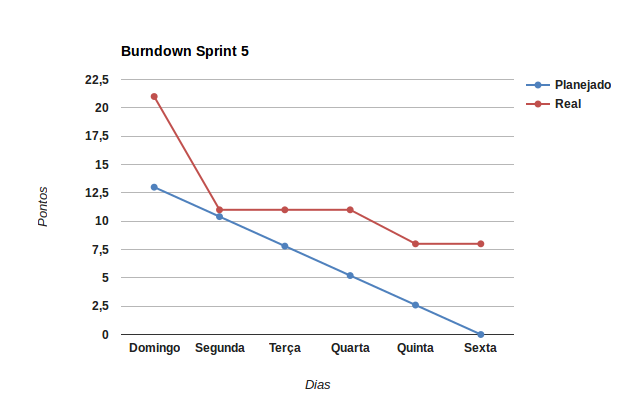 Burndown Sprint 5
22,5
20
17,5
15
12,5
10
7,5
5
2,5
0
Pontos
Domingo Segunda Terça Quarta Quinta Sexta
Dias
Planejado
Real